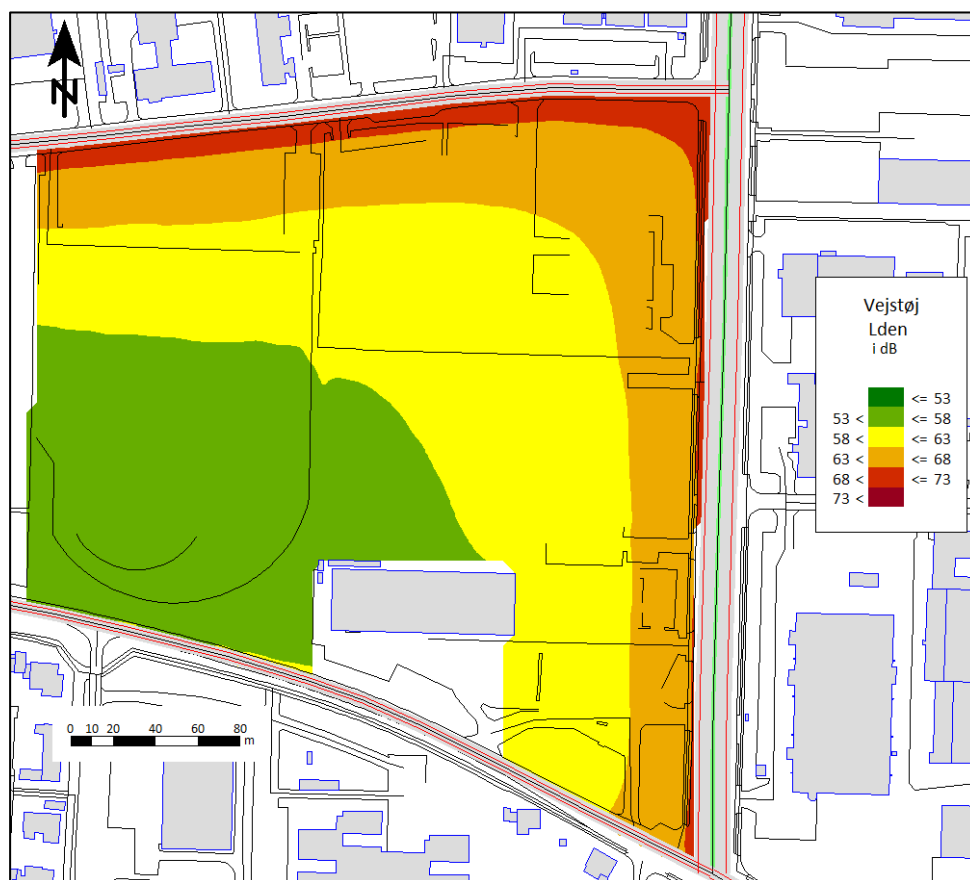 N
Vejstøj
Lden
i dB
<= 53
53 < <= 58
58 < <= 63
63 < <= 68
68 < <= 73
73 <
0 10 20 40 60 80
m